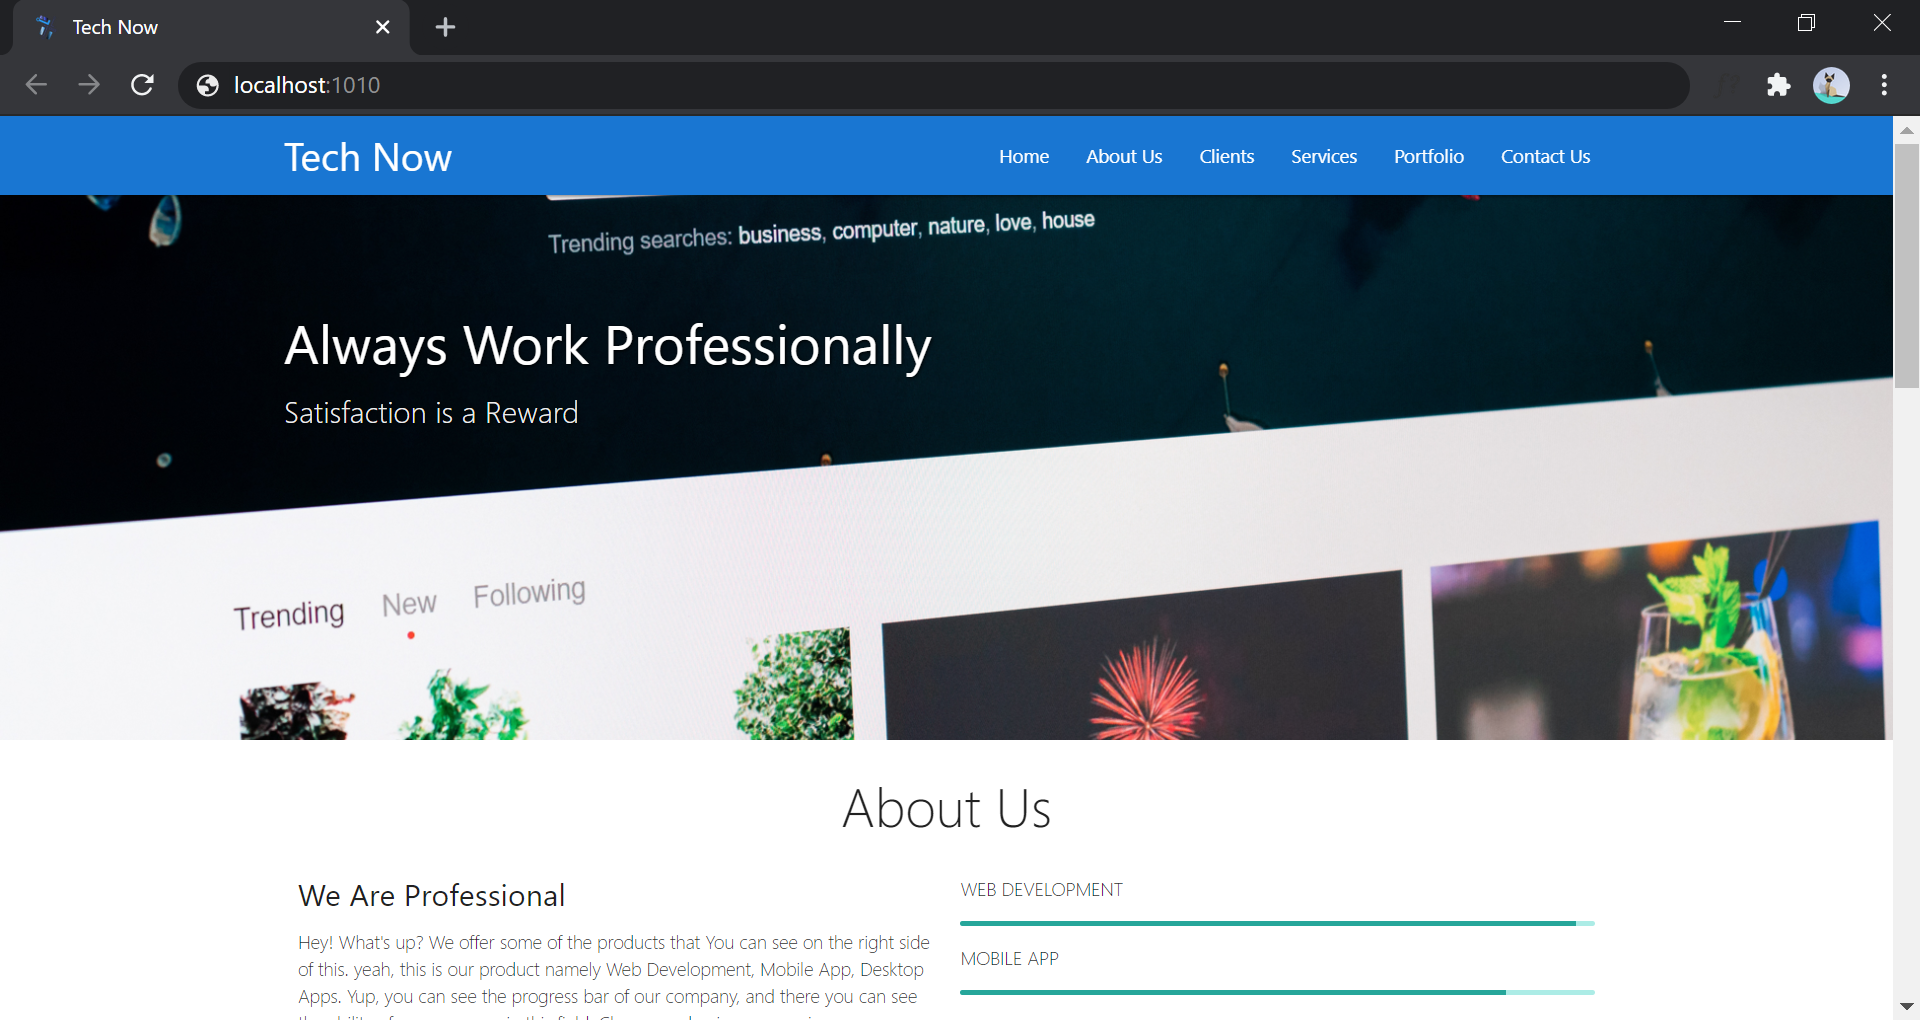 Tech Now
localhost:1010
Tech Now
Home About Us Clients Services Portfolio Contact Us
Trending searches: business, computer, nature, love, house
Always Work Professionally
Satisfaction is a Reward
Trending New Following
About Us
We Are Professional
Hey! What's up? We offer some of the products that You can see on the right side
of this. yeah, this is our product namely Web Development, Mobile App, Desktop
Apps. Yup, you can see the progress bar of our company, and there you can see
WEB DEVELOPMENT
MOBILE APP